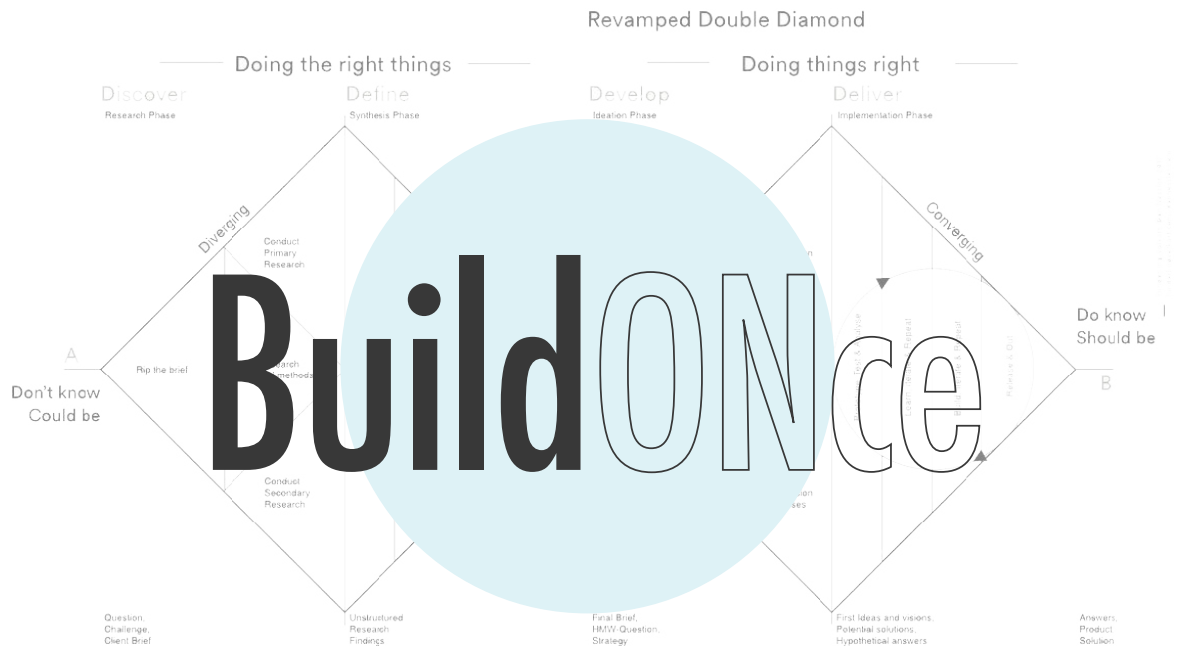 Revamped Double Diamond
Doing the right things
Doing things right
Discover
Define
Develop
Deliver
Research Phase
Synthesis Phase
Ideation Phase
Implementation Phase
Diverging
Converging
Conduct
Primary
Research
BuildONce
Do know
Should be
A
B
Rip the brief
methods
Don't know
Could be
Conduct
Secondary
Research
Question,
Challenge,
Client Brief
Unstructured
Research
Findings
Final Brief,
HMW-Question,
Strategy
First Ideas and visions,
Potential solutions,
Hypothetical answers
Answers,
Product
Solution